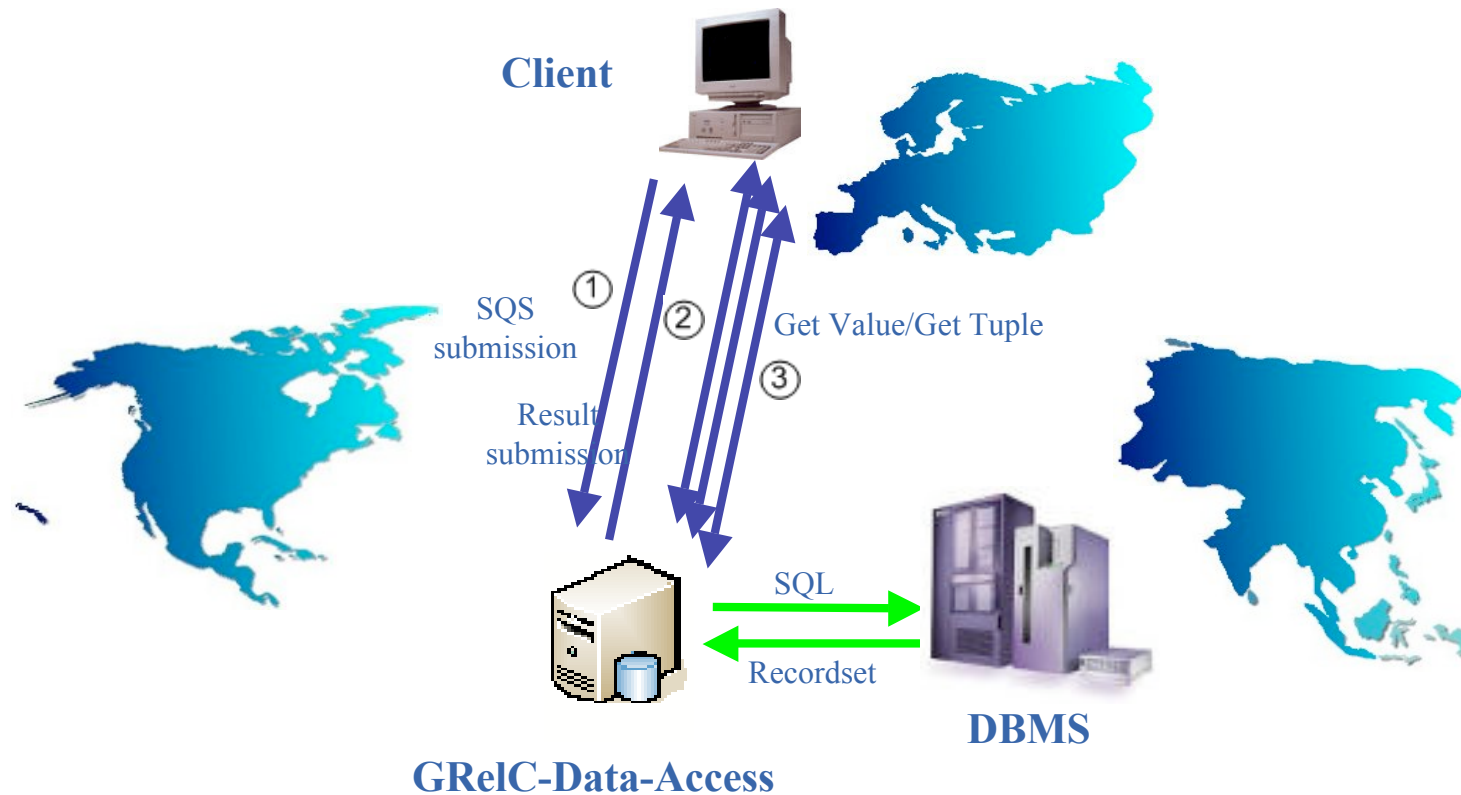 Client
①
SQS
submission
②
Get Value/Get Tuple
③
Result
submission
SQL
Recordset
DBMS
GRelC-Data-Access